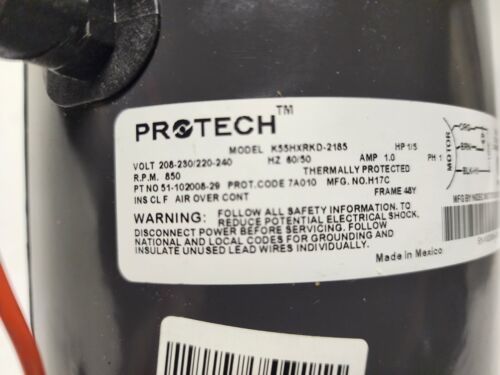 PROTECH™
MODEL K55HXRKD-2185 HP 1/5
VOLT 208-230/220-240 HZ 60/50 AMP 1.0 PH 1
R.P.M. 850 THERMALLY PROTECTED
PT NO 51-102008-29 PROT.CODE 7A010 MFG. NO.H17C
INS CL F AIR OVER CONT FRAME 48Y
WARNING: FOLLOW ALL SAFETY INFORMATION. TO
REDUCE POTENTIAL ELECTRICAL SHOCK,
DISCONNECT POWER BEFORE SERVICING. FOLLOW
NATIONAL AND LOCAL CODES FOR GROUNDING AND
INSULATE UNUSED LEAD WIRES INDIVIDUALLY.
Made in Mexico
MOTOR
ORG
BRN
BLK